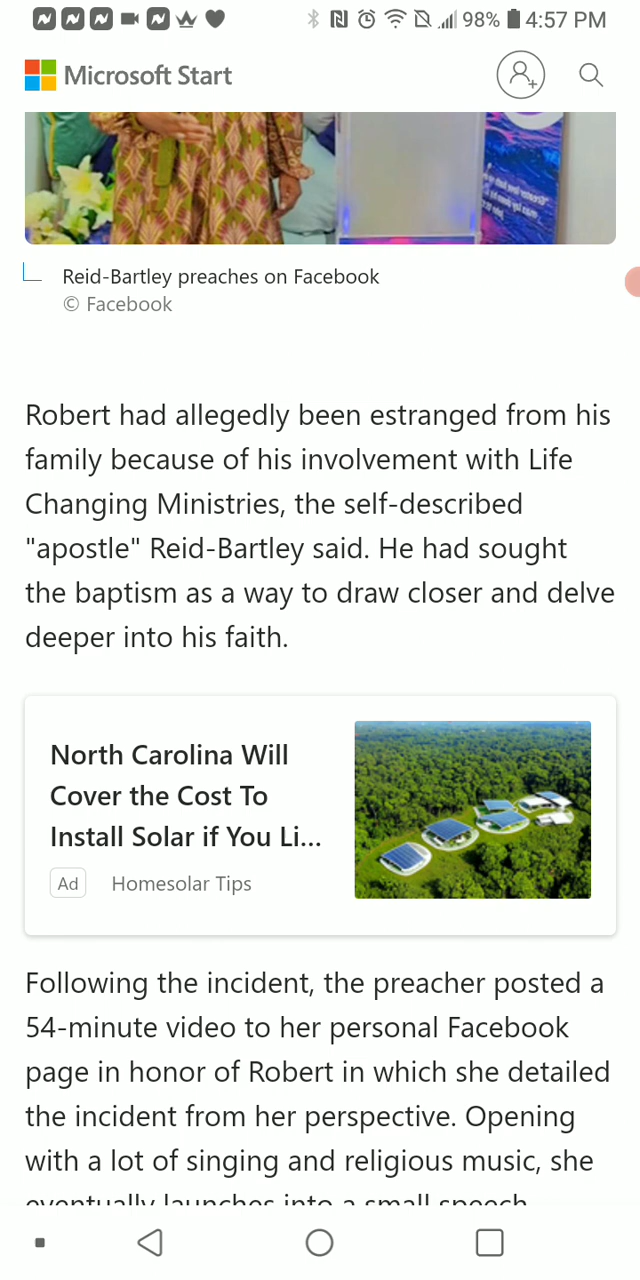 98% 4:57 PM
Microsoft Start
Reid-Bartley preaches on Facebook
© Facebook
Robert had allegedly been estranged from his
family because of his involvement with Life
Changing Ministries, the self-described
"apostle" Reid-Bartley said. He had sought
the baptism as a way to draw closer and delve
deeper into his faith.
North Carolina Will
Cover the Cost To
Install Solar if You Li...
Ad Homesolar Tips
Following the incident, the preacher posted a
54-minute video to her personal Facebook
page in honor of Robert in which she detailed
the incident from her perspective. Opening
with a lot of singing and religious music, she
eventually launches into a small speech